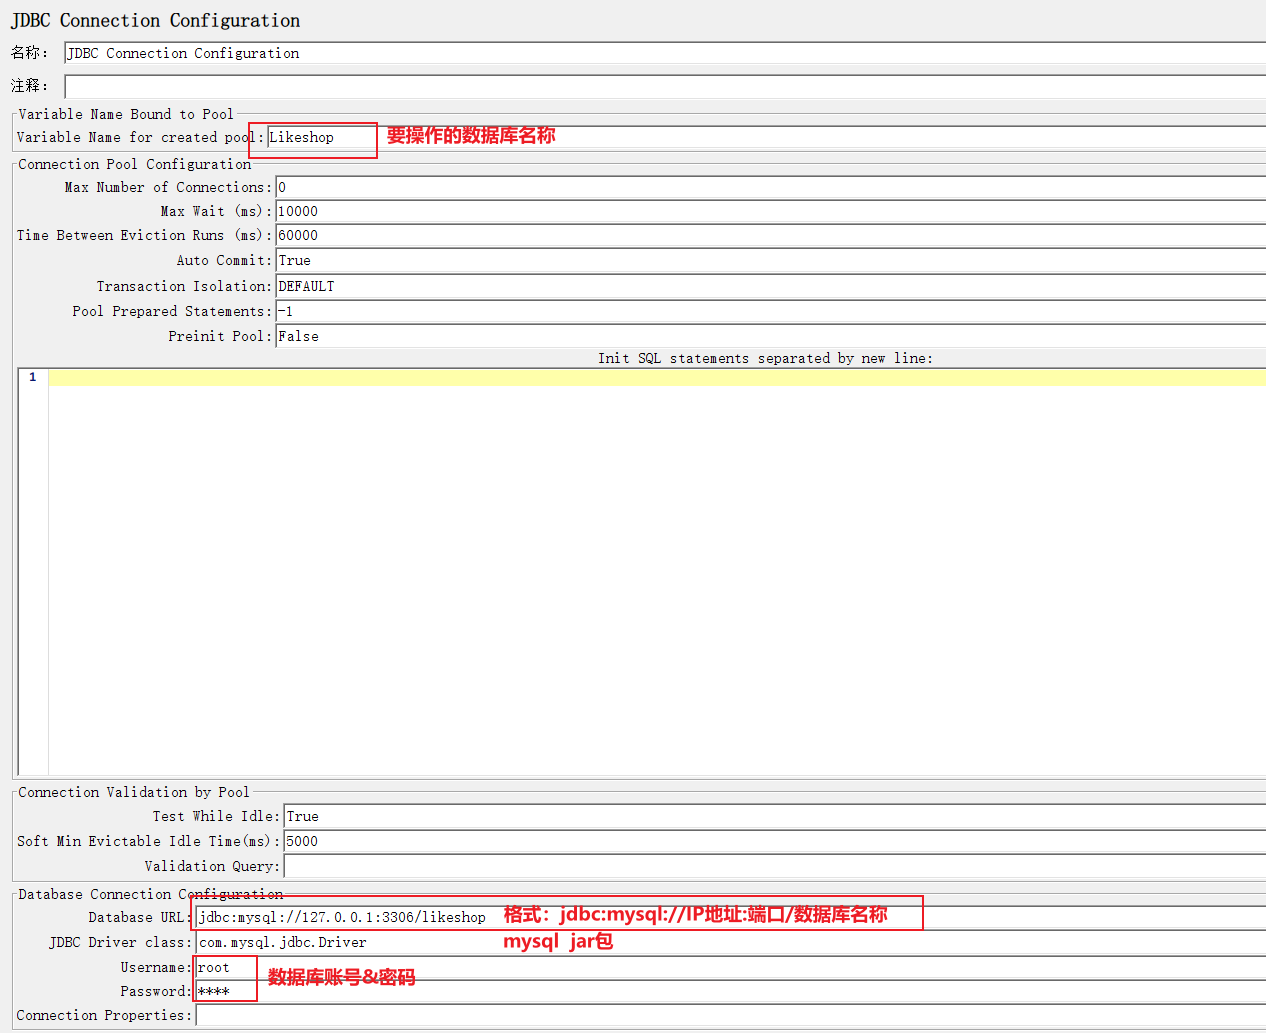 JDBC Connection Configuration
名称： JDBC Connection Configuration
注释：
Variable Name Bound to Pool
Variable Name for created pool: Likeshop 要操作的数据库名称
Connection Pool Configuration
Max Number of Connections: 0
Max Wait (ms): 10000
Time Between Eviction Runs (ms): 60000
Auto Commit: True
Transaction Isolation: DEFAULT
Pool Prepared Statements: -1
Preinit Pool: False
Init SQL statements separated by new line:
1
Connection Validation by Pool
Test While Idle: True
Soft Min Evictable Idle Time(ms): 5000
Validation Query:
Database Connection Configuration
Database URL: jdbc:mysql://127.0.0.1:3306/likeshop 格式：jdbc:mysql://IP地址:端口/数据库名称
JDBC Driver class: com.mysql.jdbc.Driver mysql jar包
Username: root 数据库账号&密码
Password: ****
Connection Properties: